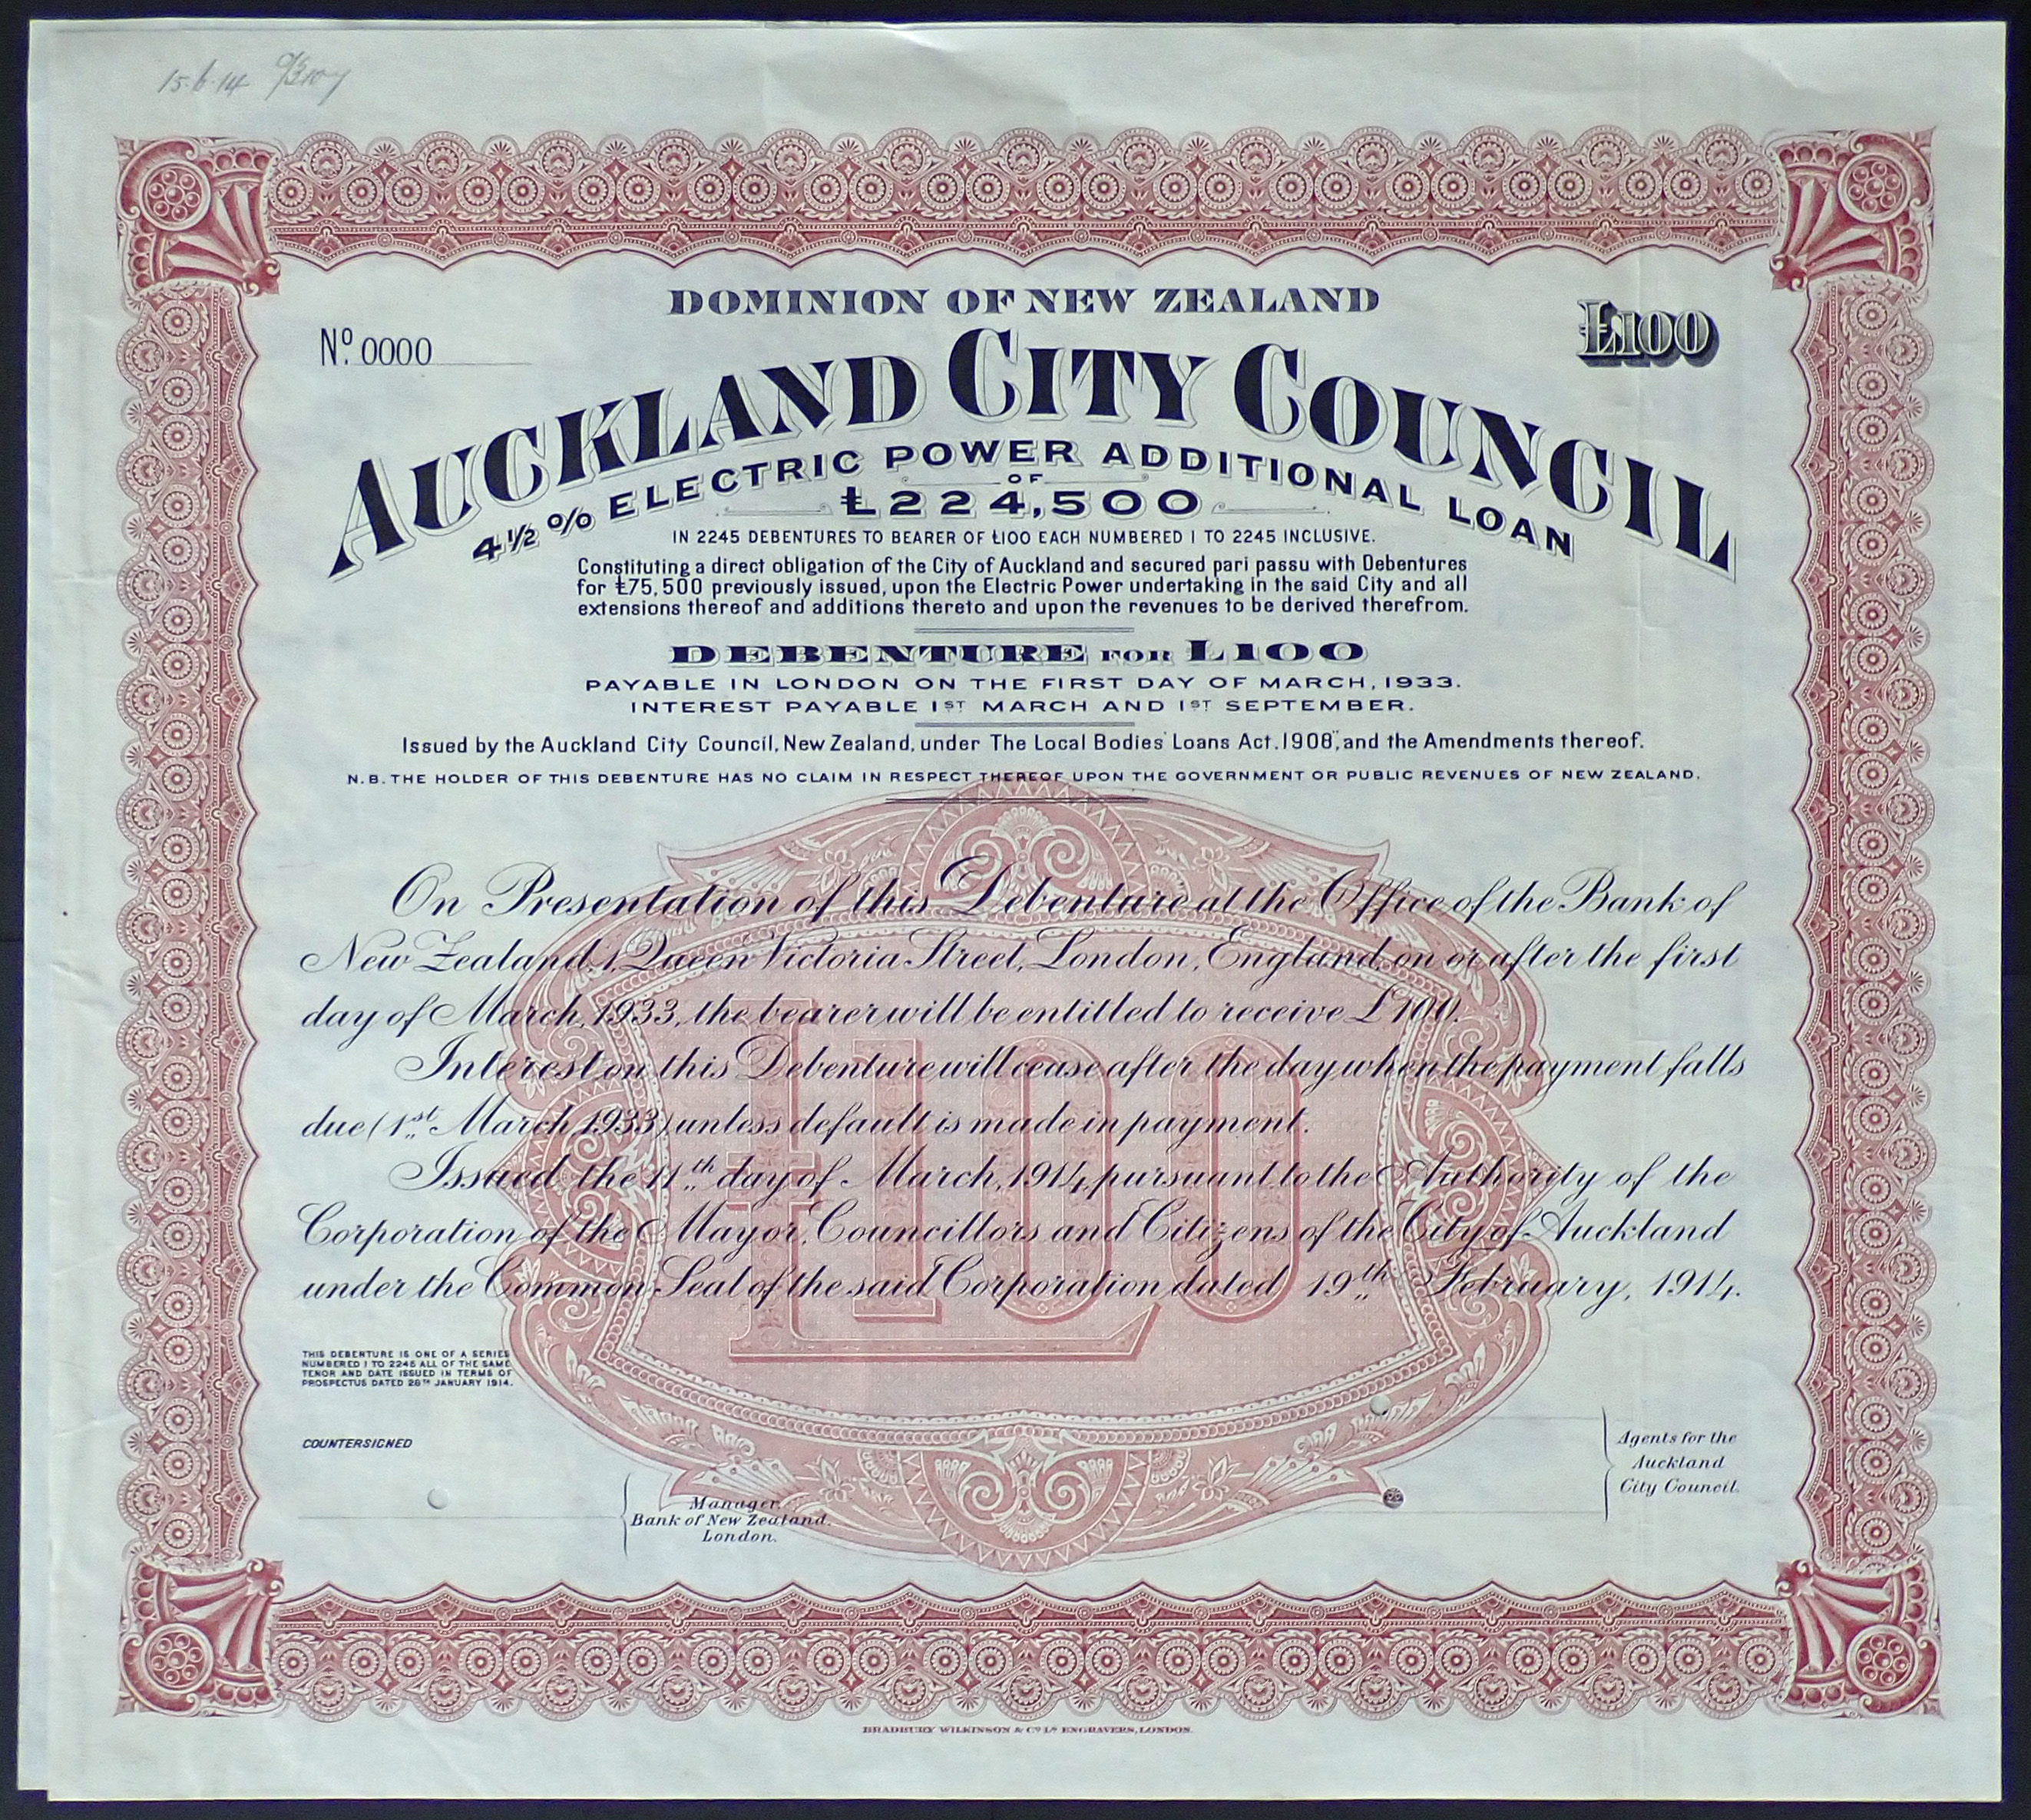 15.6.14
DOMINION OF NEW ZEALAND
Nº. 0000
£100
AUCKLAND CITY COUNCIL
4½ % ELECTRIC POWER ADDITIONAL LOAN
OF
£224,500
IN 2245 DEBENTURES TO BEARER OF £100 EACH NUMBERED 1 TO 2245 INCLUSIVE.
Constituting a direct obligation of the City of Auckland and secured pari passu with Debentures
for £75,500 previously issued, upon the Electric Power undertaking in the said City and all
extensions thereof and additions thereto and upon the revenues to be derived therefrom.
DEBENTURE FOR £100
PAYABLE IN LONDON ON THE FIRST DAY OF MARCH, 1933.
INTEREST PAYABLE 1ST MARCH AND 1ST SEPTEMBER.
Issued by the Auckland City Council, New Zealand, under The Local Bodies' Loans Act. 1908", and the Amendments thereof.
N.B. THE HOLDER OF THIS DEBENTURE HAS NO CLAIM IN RESPECT THEREOF UPON THE GOVERNMENT OR PUBLIC REVENUES OF NEW ZEALAND.
On Presentation of this Debenture at the Office of the Bank of
New Zealand, 1, Queen Victoria Street, London, England, on or after the first
day of March, 1933, the bearer will be entitled to receive £100.
Interest on this Debenture will cease after the day when the payment falls
due (1st March 1933) unless default is made in payment.
Issued the 11th day of March, 1914, pursuant to the Authority of the
Corporation of the Mayor, Councillors and Citizens of the City of Auckland
under the Common Seal of the said Corporation dated 19th February, 1914.
£100
THIS DEBENTURE IS ONE OF A SERIES
NUMBERED 1 TO 2245 ALL OF THE SAME
TENOR AND DATE ISSUED IN TERMS OF
PROSPECTUS DATED 28TH JANUARY 1914.
COUNTERSIGNED
Manager,
Bank of New Zealand,
London.
Agents for the
Auckland
City Council.
BRADBURY WILKINSON & Cº Lᴰ ENGRAVERS, LONDON.